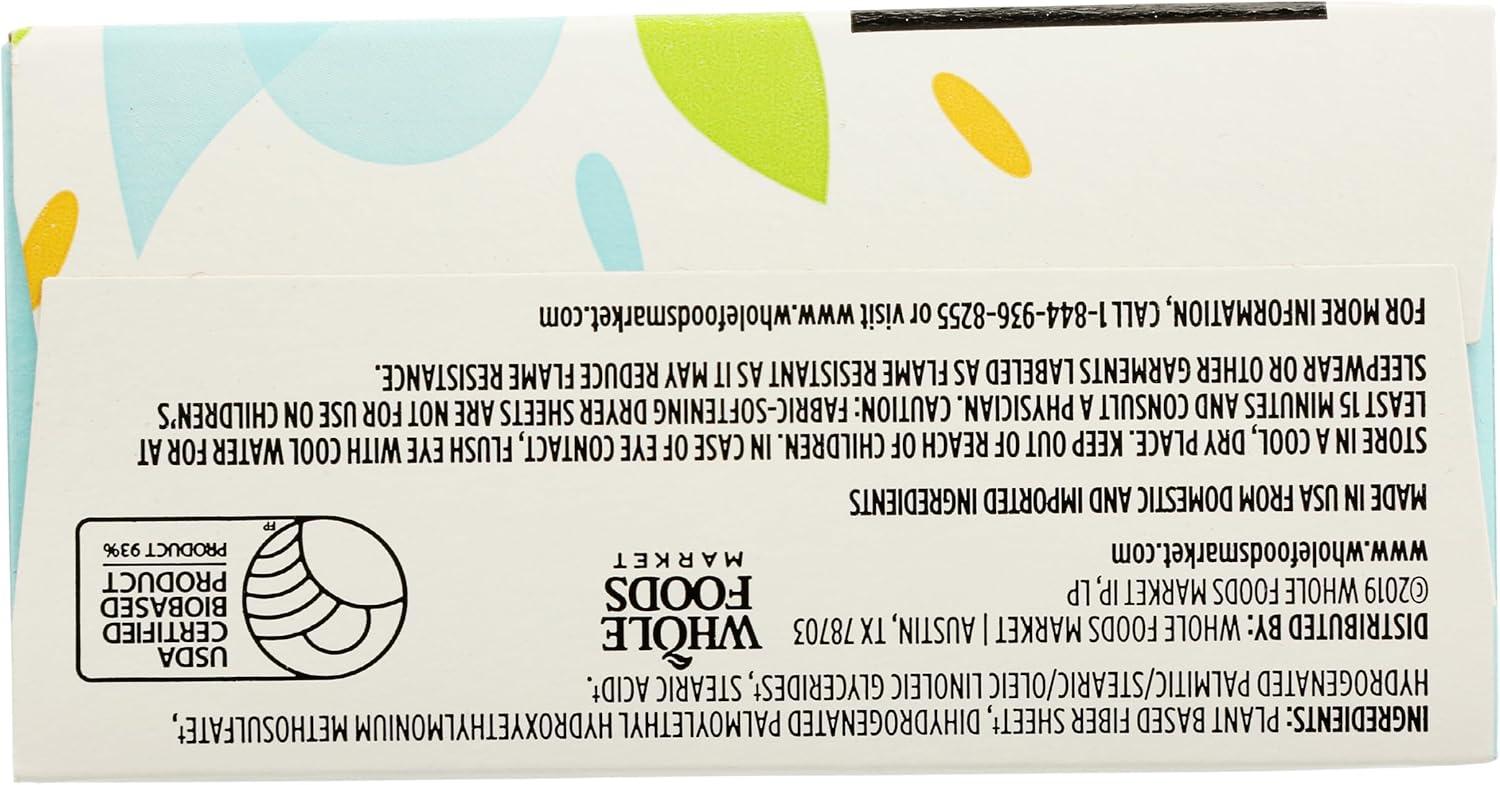 INGREDIENTS: PLANT BASED FIBER SHEET†, DIHYDROGENATED PALMOYLETHYL HYDROXYETHYLMONIUM METHOSULFATE†,
HYDROGENATED PALMITIC/STEARIC/OLEIC/LINOLEIC GLYCERIDES†, STEARIC ACID†.
DISTRIBUTED BY: WHOLE FOODS MARKET | AUSTIN, TX 78703
©2019 WHOLE FOODS MARKET IP, LP
www.wholefoodsmarket.com
WHOLE
FOODS
MARKET
USDA
CERTIFIED
BIOBASED
PRODUCT
PRODUCT 93%
FP
MADE IN USA FROM DOMESTIC AND IMPORTED INGREDIENTS
STORE IN A COOL, DRY PLACE. KEEP OUT OF REACH OF CHILDREN. IN CASE OF EYE CONTACT, FLUSH EYE WITH COOL WATER FOR AT
LEAST 15 MINUTES AND CONSULT A PHYSICIAN. CAUTION: FABRIC-SOFTENING DRYER SHEETS ARE NOT FOR USE ON CHILDREN'S
SLEEPWEAR OR OTHER GARMENTS LABELED AS FLAME RESISTANT AS IT MAY REDUCE FLAME RESISTANCE.
FOR MORE INFORMATION, CALL 1-844-936-8255 or visit www.wholefoodsmarket.com